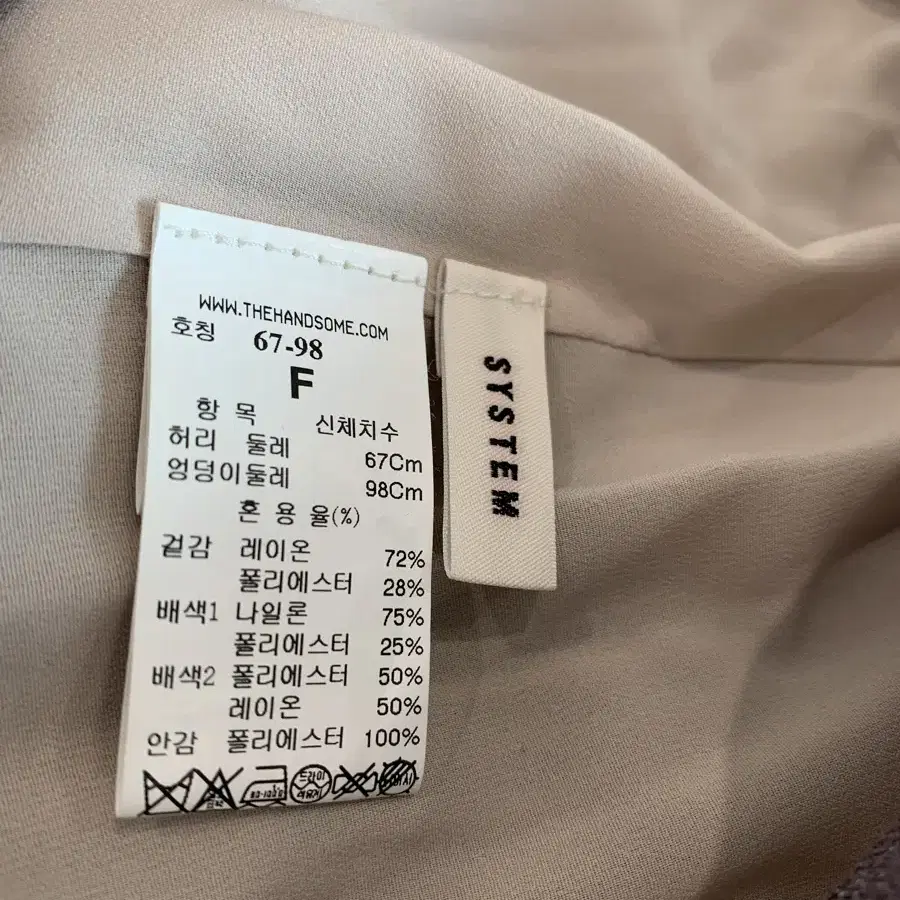 WWW.THEHANDSOME.COM
호칭 67-98
F
항 목 신체치수
허리 둘레 67Cm
엉덩이둘레 98Cm
혼 용 율(%)
겉감 레이온 72%
폴리에스터 28%
배색1 나일론 75%
폴리에스터 25%
배색2 폴리에스터 50%
레이온 50%
안감 폴리에스터 100%
드라이
SYSTEM